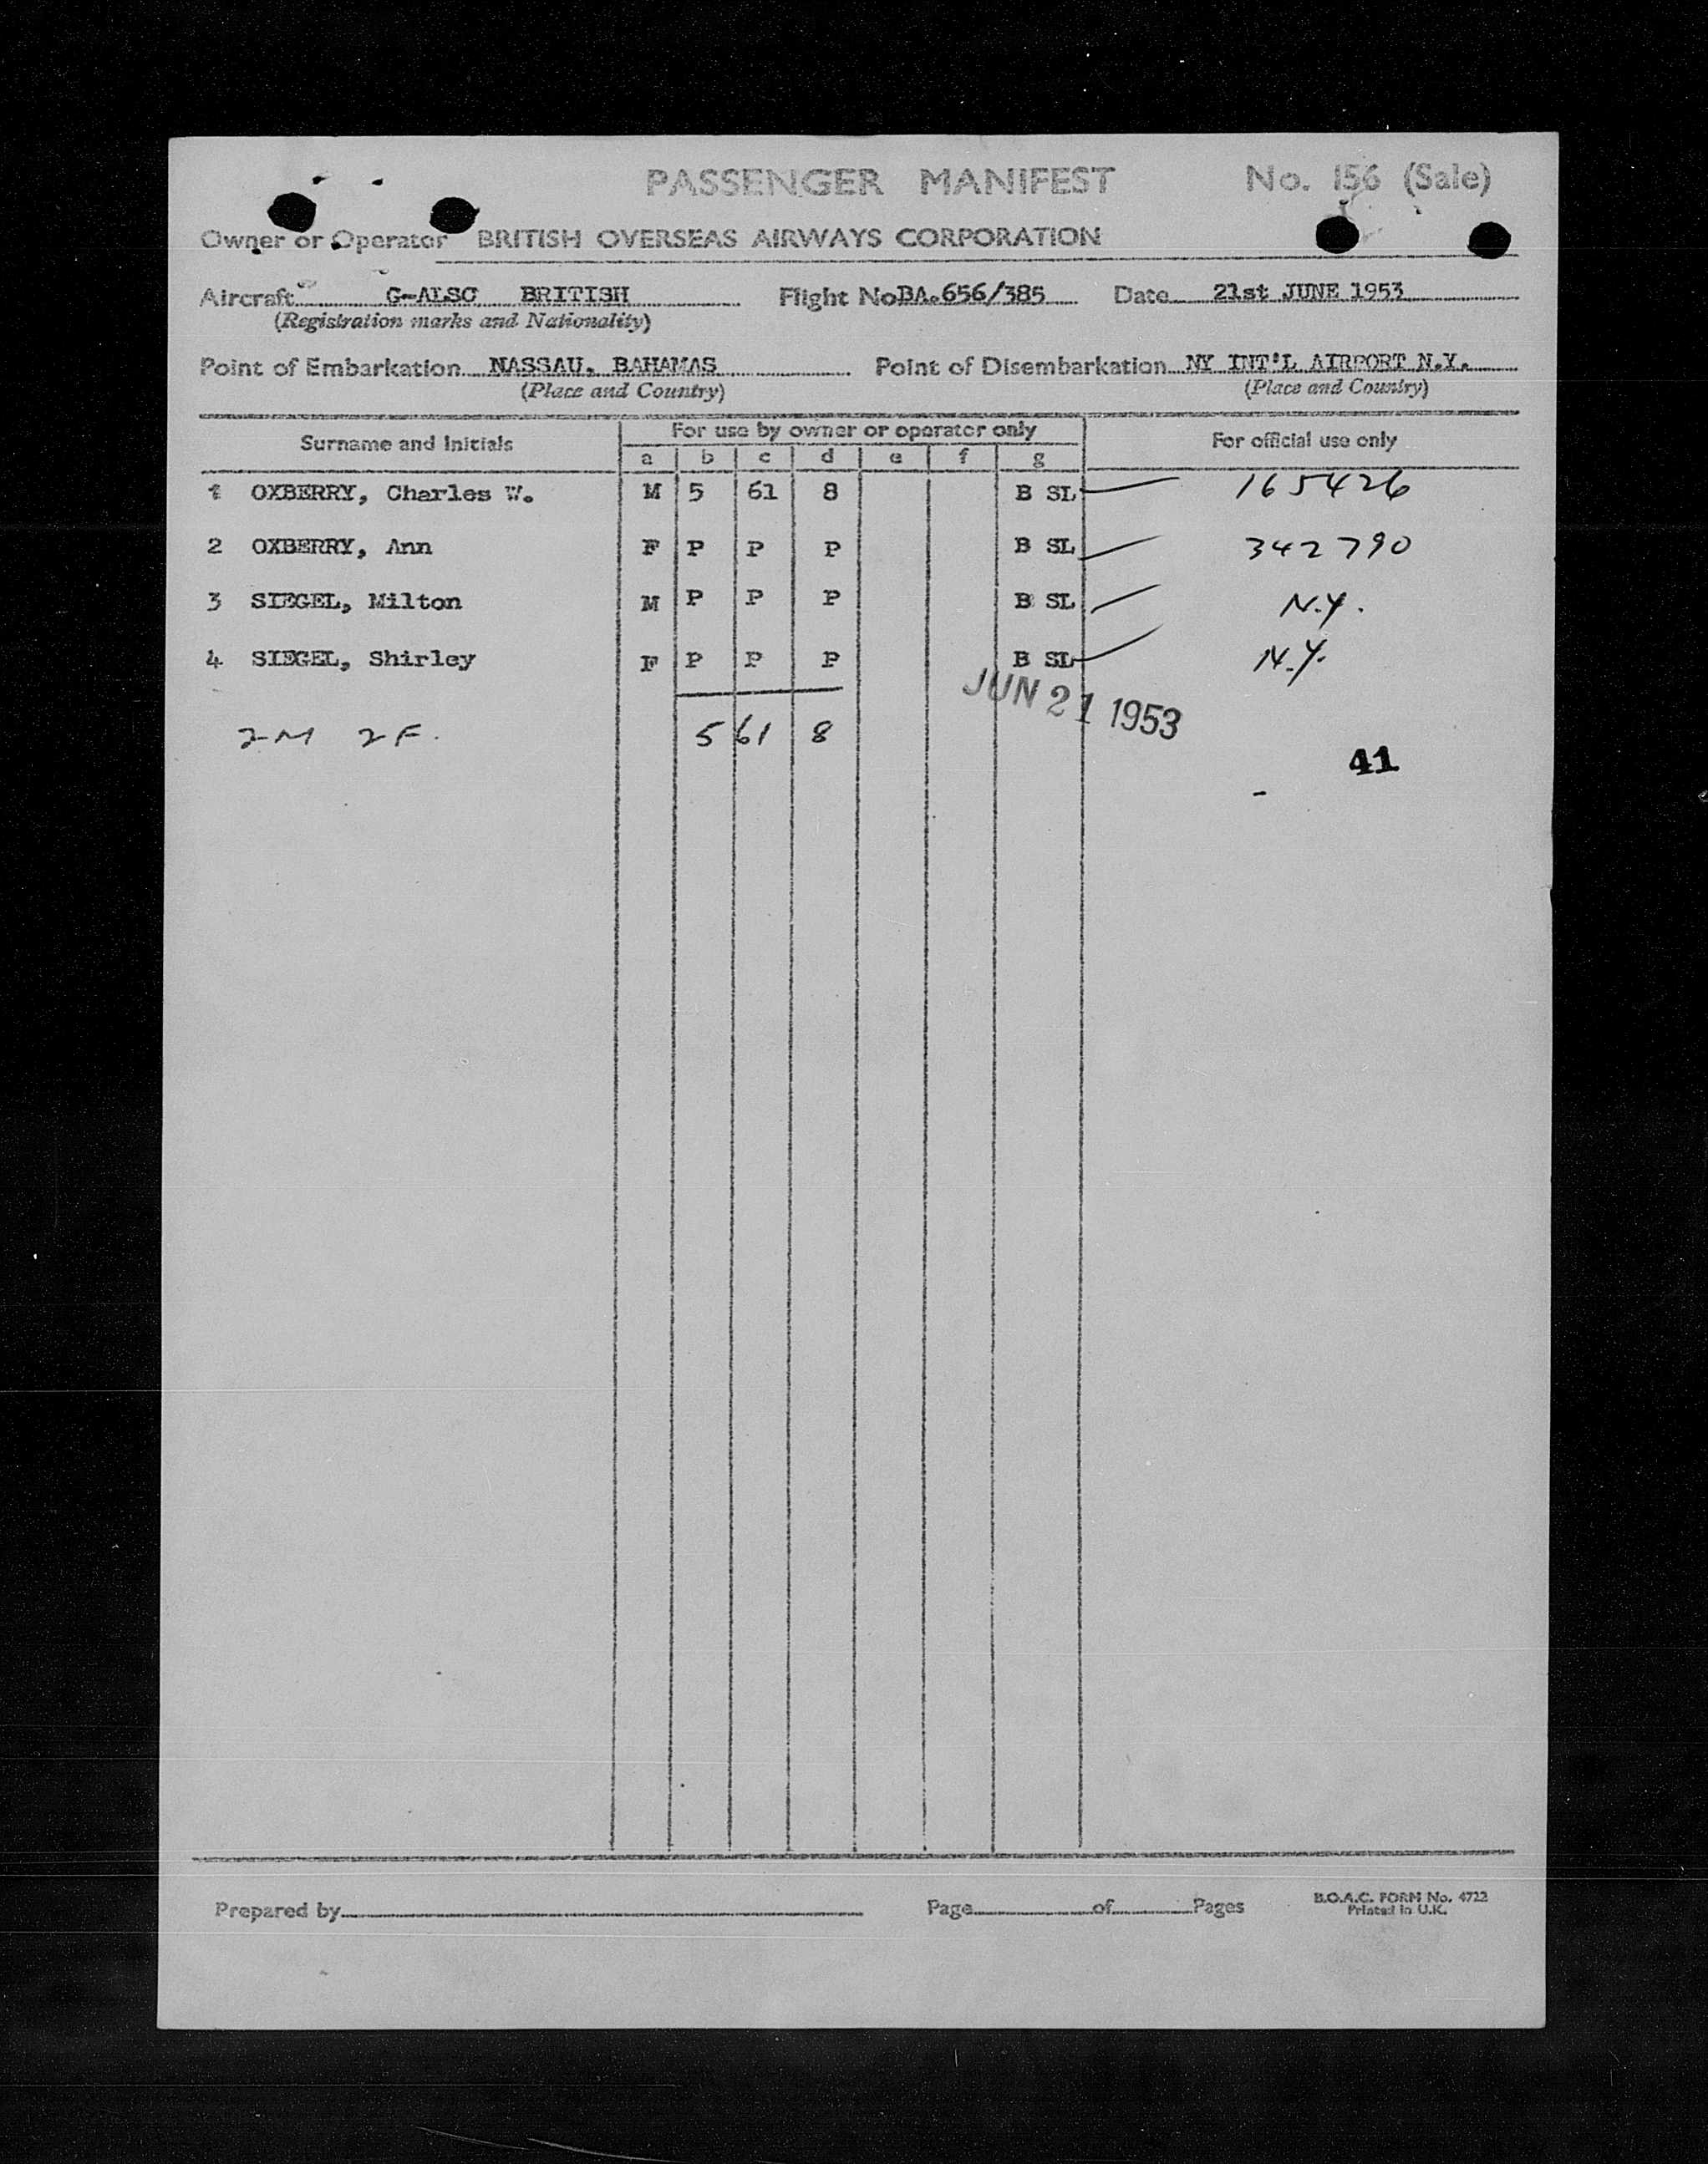 PASSENGER MANIFEST No. 156 (Sale)
Owner or Operator BRITISH OVERSEAS AIRWAYS CORPORATION
Aircraft G-ALSC BRITISH Flight No BA.656/385 Date 21st JUNE 1953
(Registration marks and Nationality)
Point of Embarkation NASSAU, BAHAMAS Point of Disembarkation NY INT'L AIRPORT N.Y.
(Place and Country) (Place and Country)
Surname and Initials For use by owner or operator only For official use only
a b c d e f g
1 OXBERRY, Charles W. M 5 61 8 B SL 165426
2 OXBERRY, Ann F P P P B SL 342790
3 SIEGEL, Milton M P P P B SL N.Y.
4 SIEGEL, Shirley F P P P B SL N.Y.
JUN 21 1953
2M 2F. 5 61 8
41
Prepared by Page of Pages B.O.A.C. FORM No. 4722
Printed in U.K.